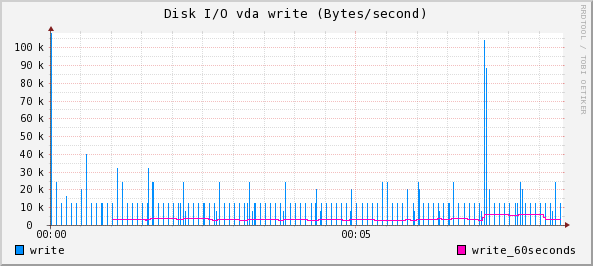 Disk I/O vda write (Bytes/second)
RRDTOOL / TOBI OETIKER
100 k
90 k
80 k
70 k
60 k
50 k
40 k
30 k
20 k
10 k
0
00:00 00:05
write write_60seconds